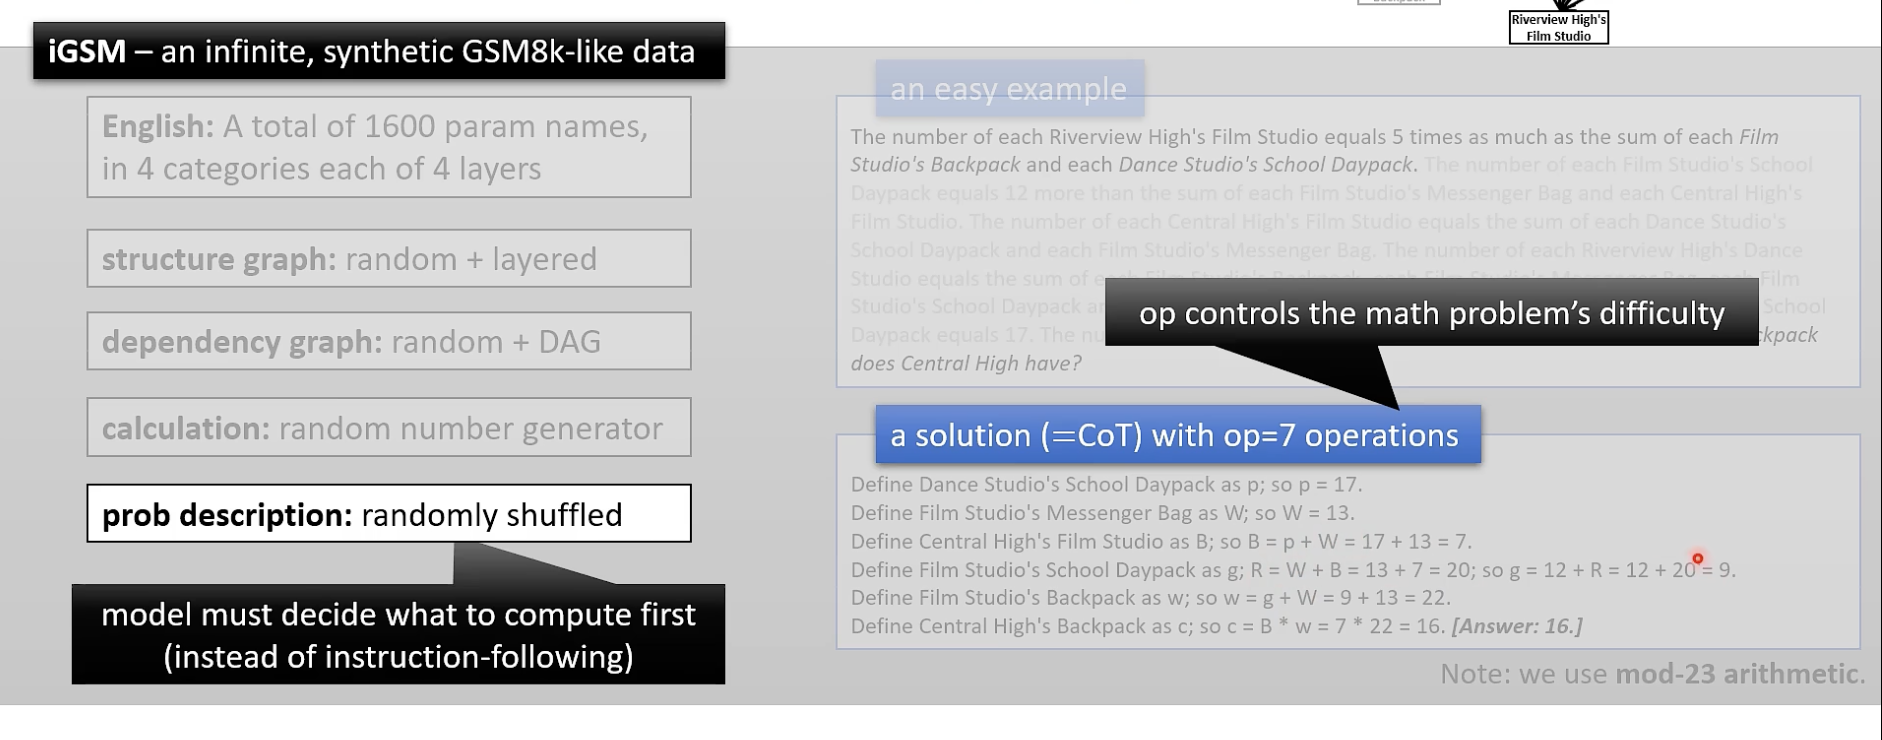 Backpack
Riverview High's
Film Studio
iGSM – an infinite, synthetic GSM8k-like data
English: A total of 1600 param names,
in 4 categories each of 4 layers
structure graph: random + layered
dependency graph: random + DAG
calculation: random number generator
prob description: randomly shuffled
model must decide what to compute first
(instead of instruction-following)
an easy example
The number of each Riverview High's Film Studio equals 5 times as much as the sum of each Film
Studio's Backpack and each Dance Studio's School Daypack. The number of each Film Studio's School
Daypack equals 12 more than the sum of each Film Studio's Messenger Bag and each Central High's
Film Studio. The number of each Central High's Film Studio equals the sum of each Dance Studio's
School Daypack and each Film Studio's Messenger Bag. The number of each Riverview High's Dance
Studio equals the sum of each Film Studio's Backpack, each Film Studio's Messenger Bag, each Film
Studio's School Daypack School
Daypack equals 17. The
does Central High have?
op controls the math problem’s difficulty
a solution (=CoT) with op=7 operations
Define Dance Studio's School Daypack as p; so p = 17.
Define Film Studio's Messenger Bag as W; so W = 13.
Define Central High's Film Studio as B; so B = p + W = 17 + 13 = 7.
Define Film Studio's School Daypack as g; R = W + B = 13 + 7 = 20; so g = 12 + R = 12 + 20 = 9.
Define Film Studio's Backpack as w; so w = g + W = 9 + 13 = 22.
Define Central High's Backpack as c; so c = B * w = 7 * 22 = 16. [Answer: 16.]
Note: we use mod-23 arithmetic.